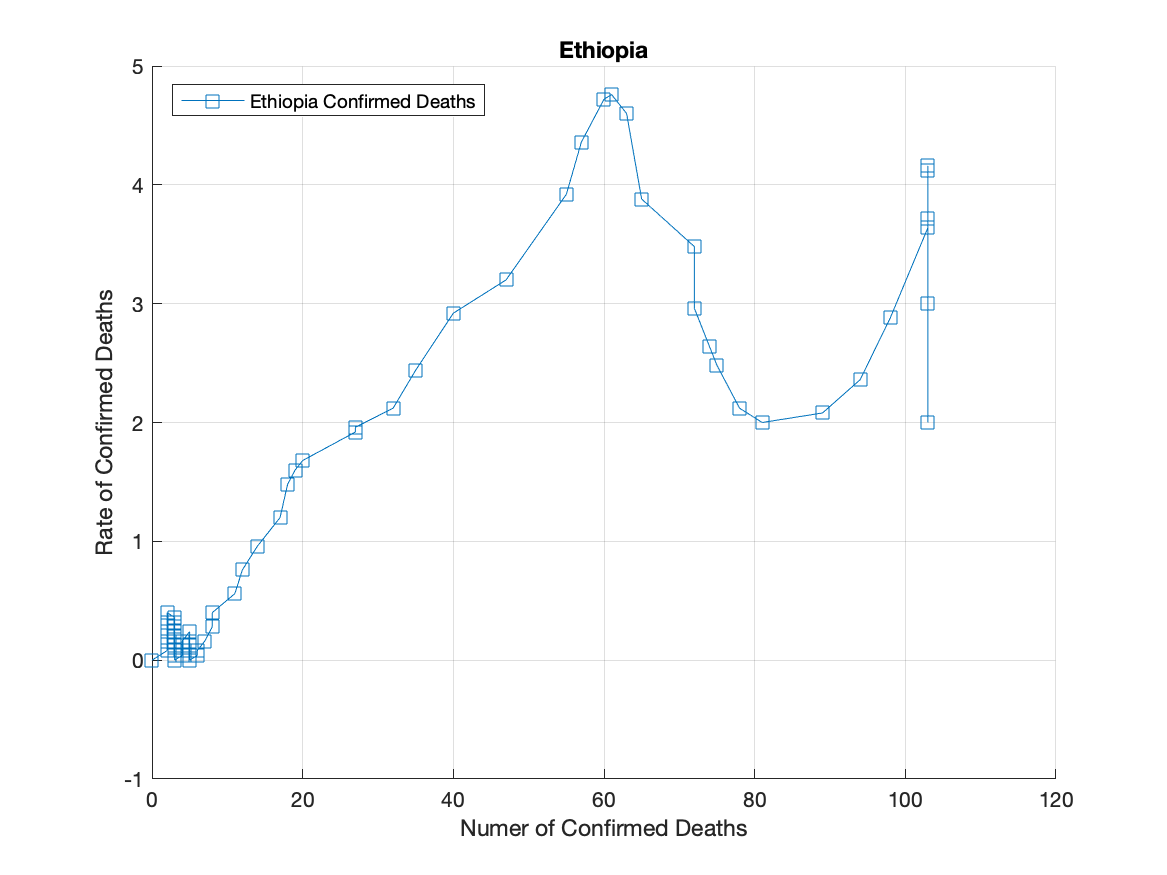 Ethiopia
Ethiopia Confirmed Deaths
5
4
3
2
1
0
-1
Rate of Confirmed Deaths
0 20 40 60 80 100 120
Numer of Confirmed Deaths